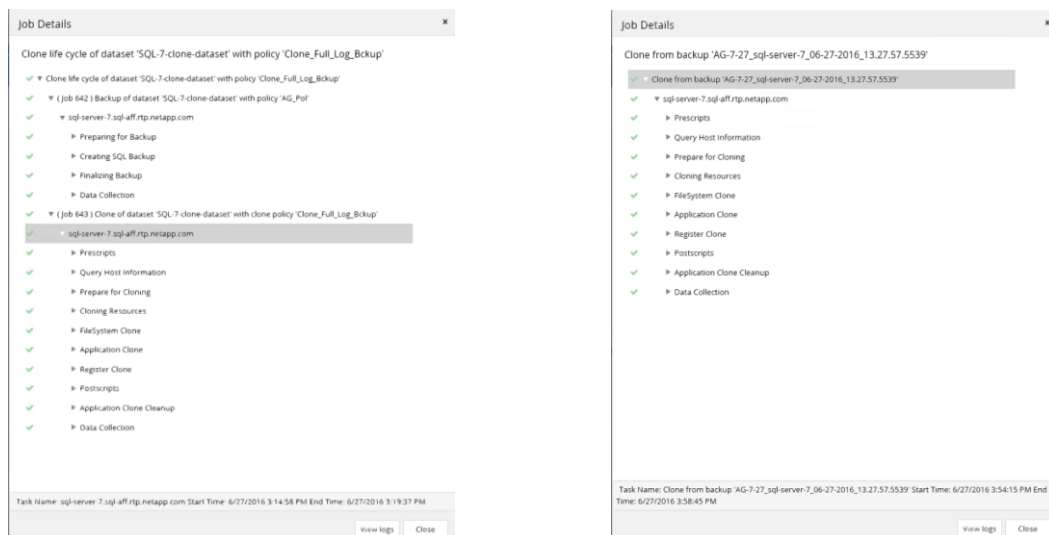 Job Details
Clone life cycle of dataset 'SQL-7-clone-dataset' with policy 'Clone_Full_Log_Bckup'
Clone life cycle of dataset 'SQL-7-clone-dataset' with policy 'Clone_Full_Log_Bckup'
( Job 642 ) Backup of dataset 'SQL-7-clone-dataset' with policy 'AG_Pol'
sql-server-7.sql-aff.rtp.netapp.com
Preparing for Backup
Creating SQL Backup
Finalizing Backup
Data Collection
( Job 643 ) Clone of dataset 'SQL-7-clone-dataset' with clone policy 'Clone_Full_Log_Bckup'
sql-server-7.sql-aff.rtp.netapp.com
Prescripts
Query Host Information
Prepare for Cloning
Cloning Resources
FileSystem Clone
Application Clone
Register Clone
Postscripts
Application Clone Cleanup
Data Collection
Task Name: sql-server-7.sql-aff.rtp.netapp.com Start Time: 6/27/2016 3:14:58 PM End Time: 6/27/2016 3:19:37 PM
View logs
Close
Job Details
Clone from backup 'AG-7-27_sql-server-7_06-27-2016_13.27.57.5539'
Clone from backup 'AG-7-27_sql-server-7_06-27-2016_13.27.57.5539'
sql-server-7.sql-aff.rtp.netapp.com
Prescripts
Query Host Information
Prepare for Cloning
Cloning Resources
FileSystem Clone
Application Clone
Register Clone
Postscripts
Application Clone Cleanup
Data Collection
Task Name: Clone from backup 'AG-7-27_sql-server-7_06-27-2016_13.27.57.5539' Start Time: 6/27/2016 3:54:15 PM End
Time: 6/27/2016 3:58:45 PM
View logs
Close